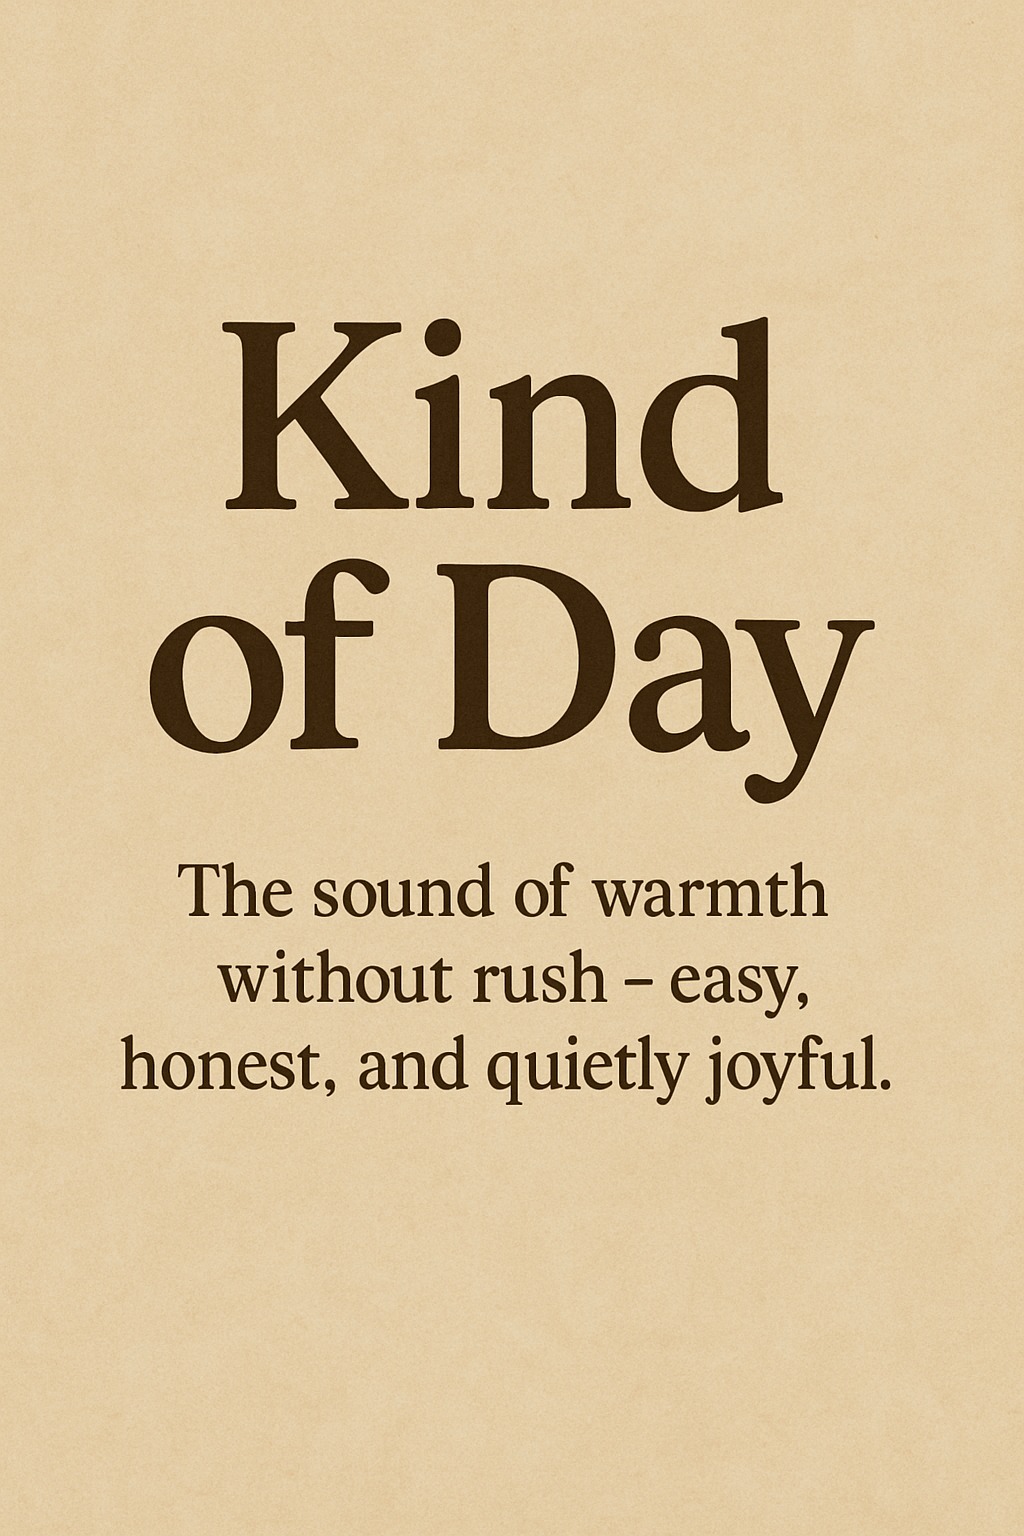 Kind
of Day
The sound of warmth
without rush – easy,
honest, and quietly joyful.